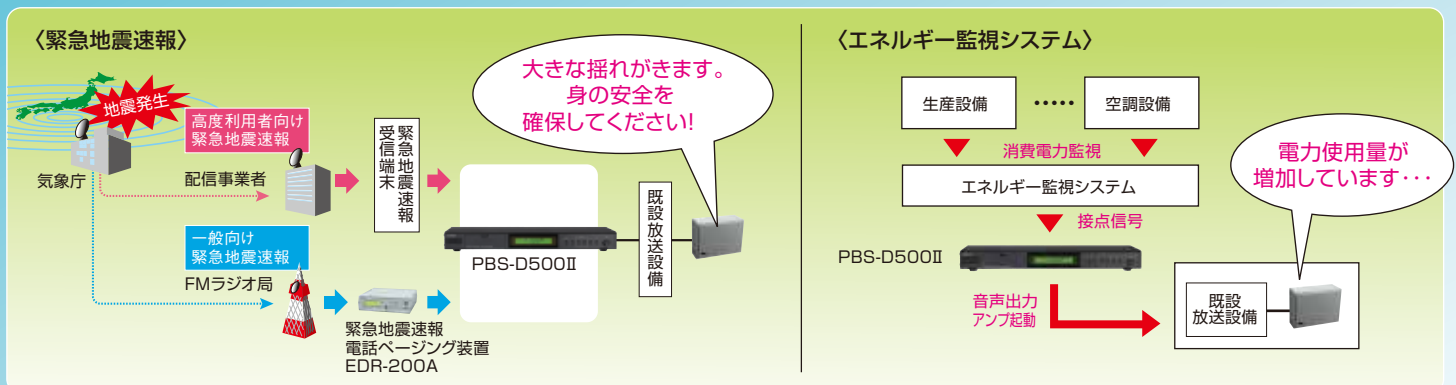 〈緊急地震速報〉
地震発生
高度利用者向け
緊急地震速報
気象庁
配信事業者
緊急地震速報
受信端末
大きな揺れがきます。
身の安全を
確保してください!
既設放送設備
PBS-D500Ⅱ
一般向け
緊急地震速報
FMラジオ局
緊急地震速報
電話ページング装置
EDR-200A
〈エネルギー監視システム〉
生産設備
・・・・・
空調設備
消費電力監視
エネルギー監視システム
接点信号
PBS-D500Ⅱ
音声出力
アンプ起動
電力使用量が
増加しています・・・
既設
放送設備